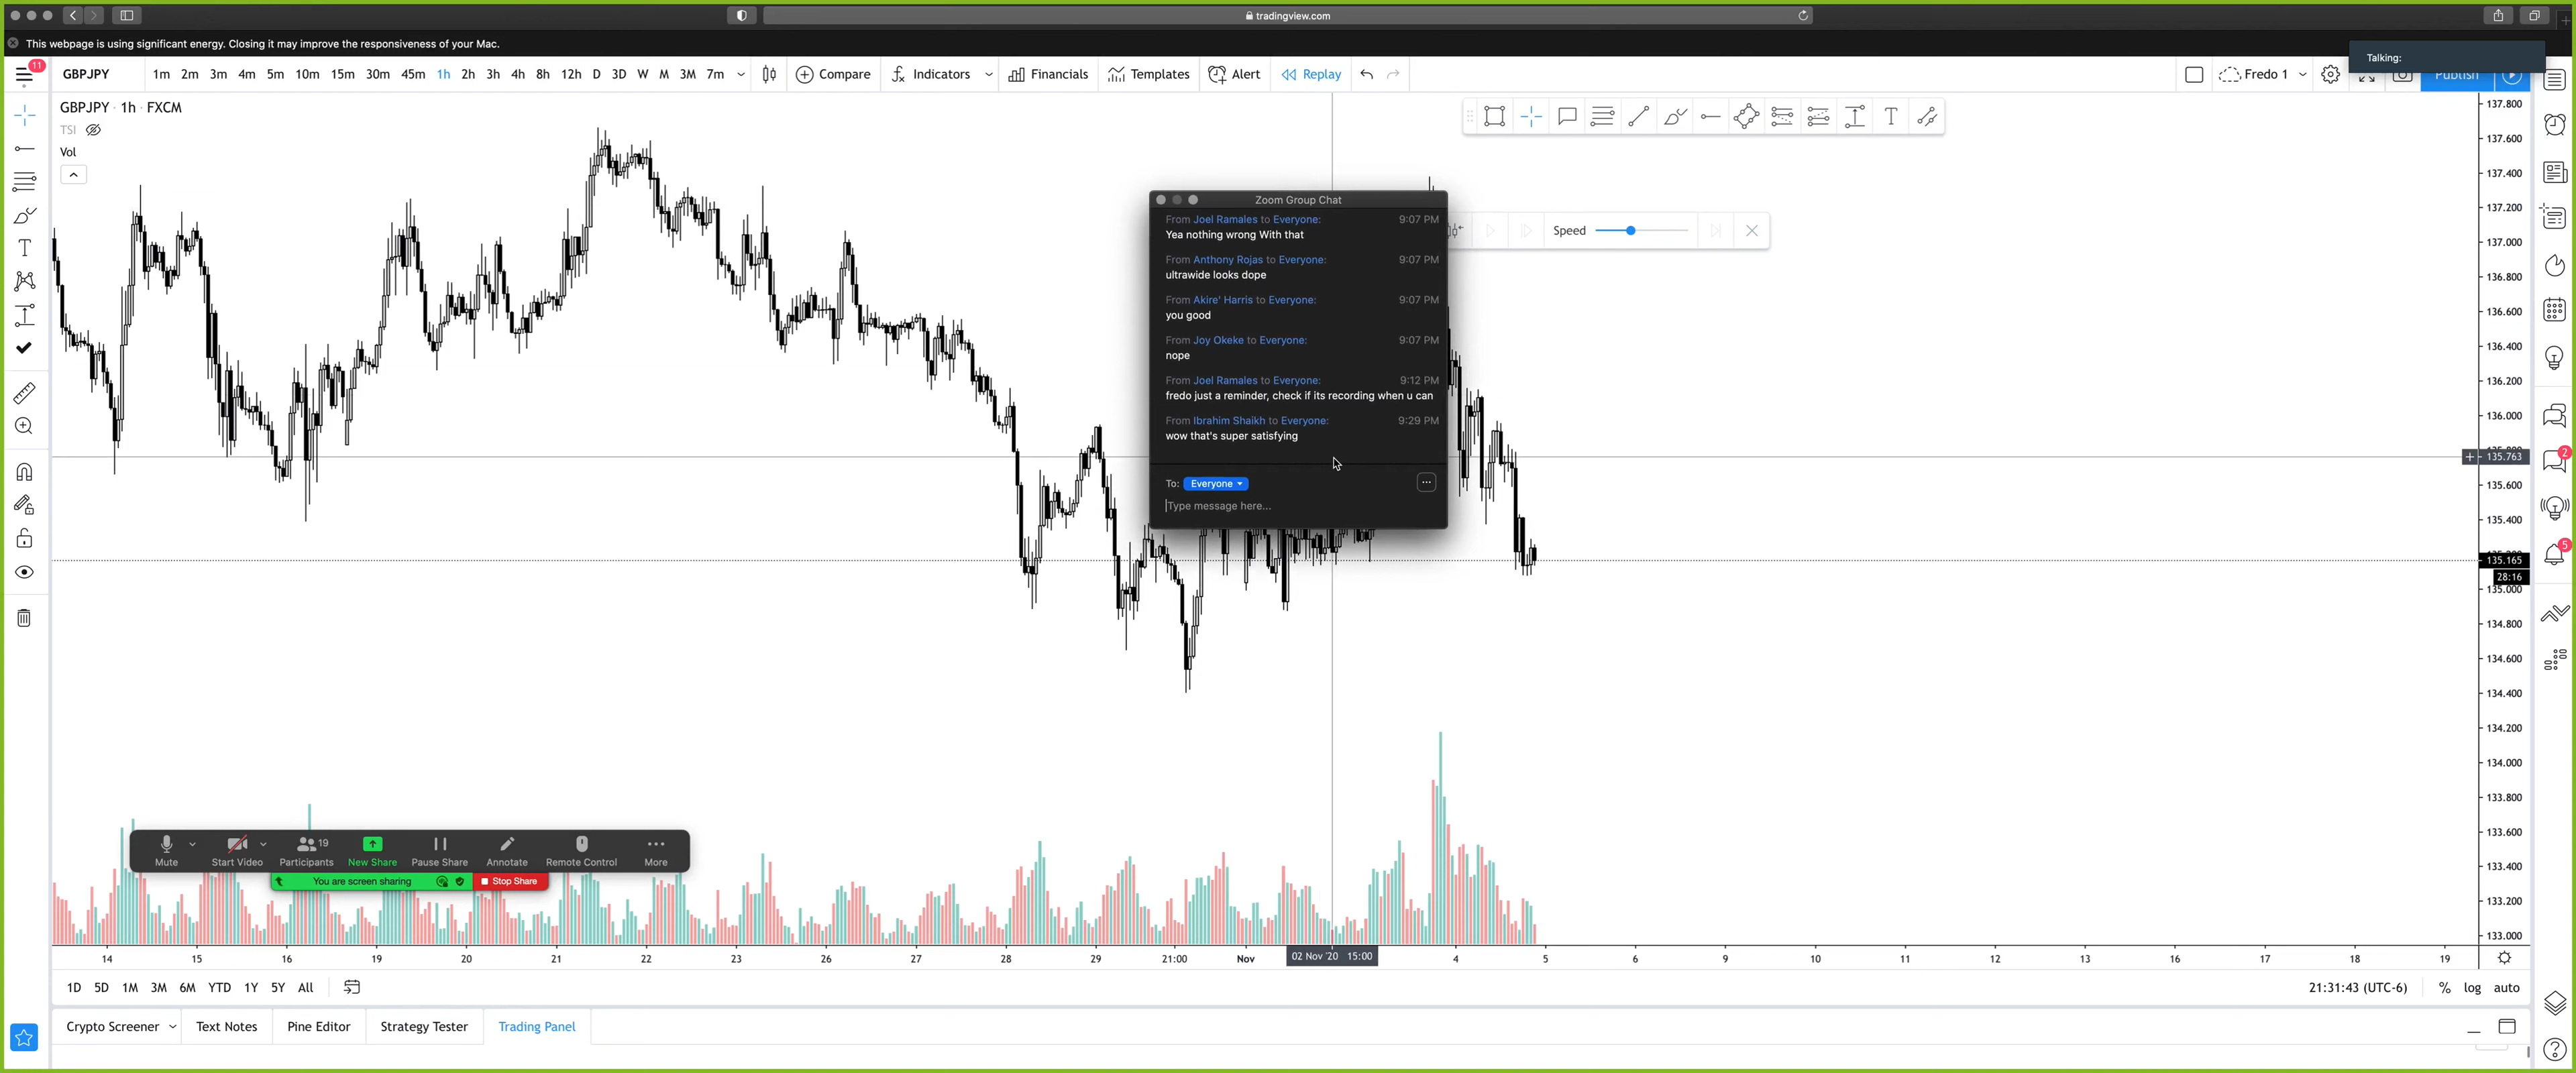 tradingview.com
This webpage is using significant energy. Closing it may improve the responsiveness of your Mac.
Talking:
11
GBPJPY 1m 2m 3m 4m 5m 10m 15m 30m 45m 1h 2h 3h 4h 8h 12h D 3D W M 3M 7m Compare Indicators Financials Templates Alert Replay Fredo 1 Publish
GBPJPY · 1h · FXCM
TSI
Vol
Speed
Zoom Group Chat
From Joel Ramales to Everyone: 9:07 PM
Yea nothing wrong With that
From Anthony Rojas to Everyone: 9:07 PM
ultrawide looks dope
From Akire' Harris to Everyone: 9:07 PM
you good
From Joy Okeke to Everyone: 9:07 PM
nope
From Joel Ramales to Everyone: 9:12 PM
fredo just a reminder, check if its recording when u can
From Ibrahim Shaikh to Everyone: 9:29 PM
wow that's super satisfying
To: Everyone
Type message here...
137.800
137.600
137.400
137.200
137.000
136.800
136.600
136.400
136.200
136.000
135.763
135.600
135.400
135.165
28:16
135.000
134.800
134.600
134.400
134.200
134.000
133.800
133.600
133.400
133.200
133.000
2
5
19
Mute Start Video Participants New Share Pause Share Annotate Remote Control More
You are screen sharing Stop Share
14 15 16 19 20 21 22 23 26 27 28 29 21:00 Nov 02 Nov '20 15:00 4 5 6 9 10 11 12 13 16 17 18 19
1D 5D 1M 3M 6M YTD 1Y 5Y All 21:31:43 (UTC-6) % log auto
Crypto Screener Text Notes Pine Editor Strategy Tester Trading Panel